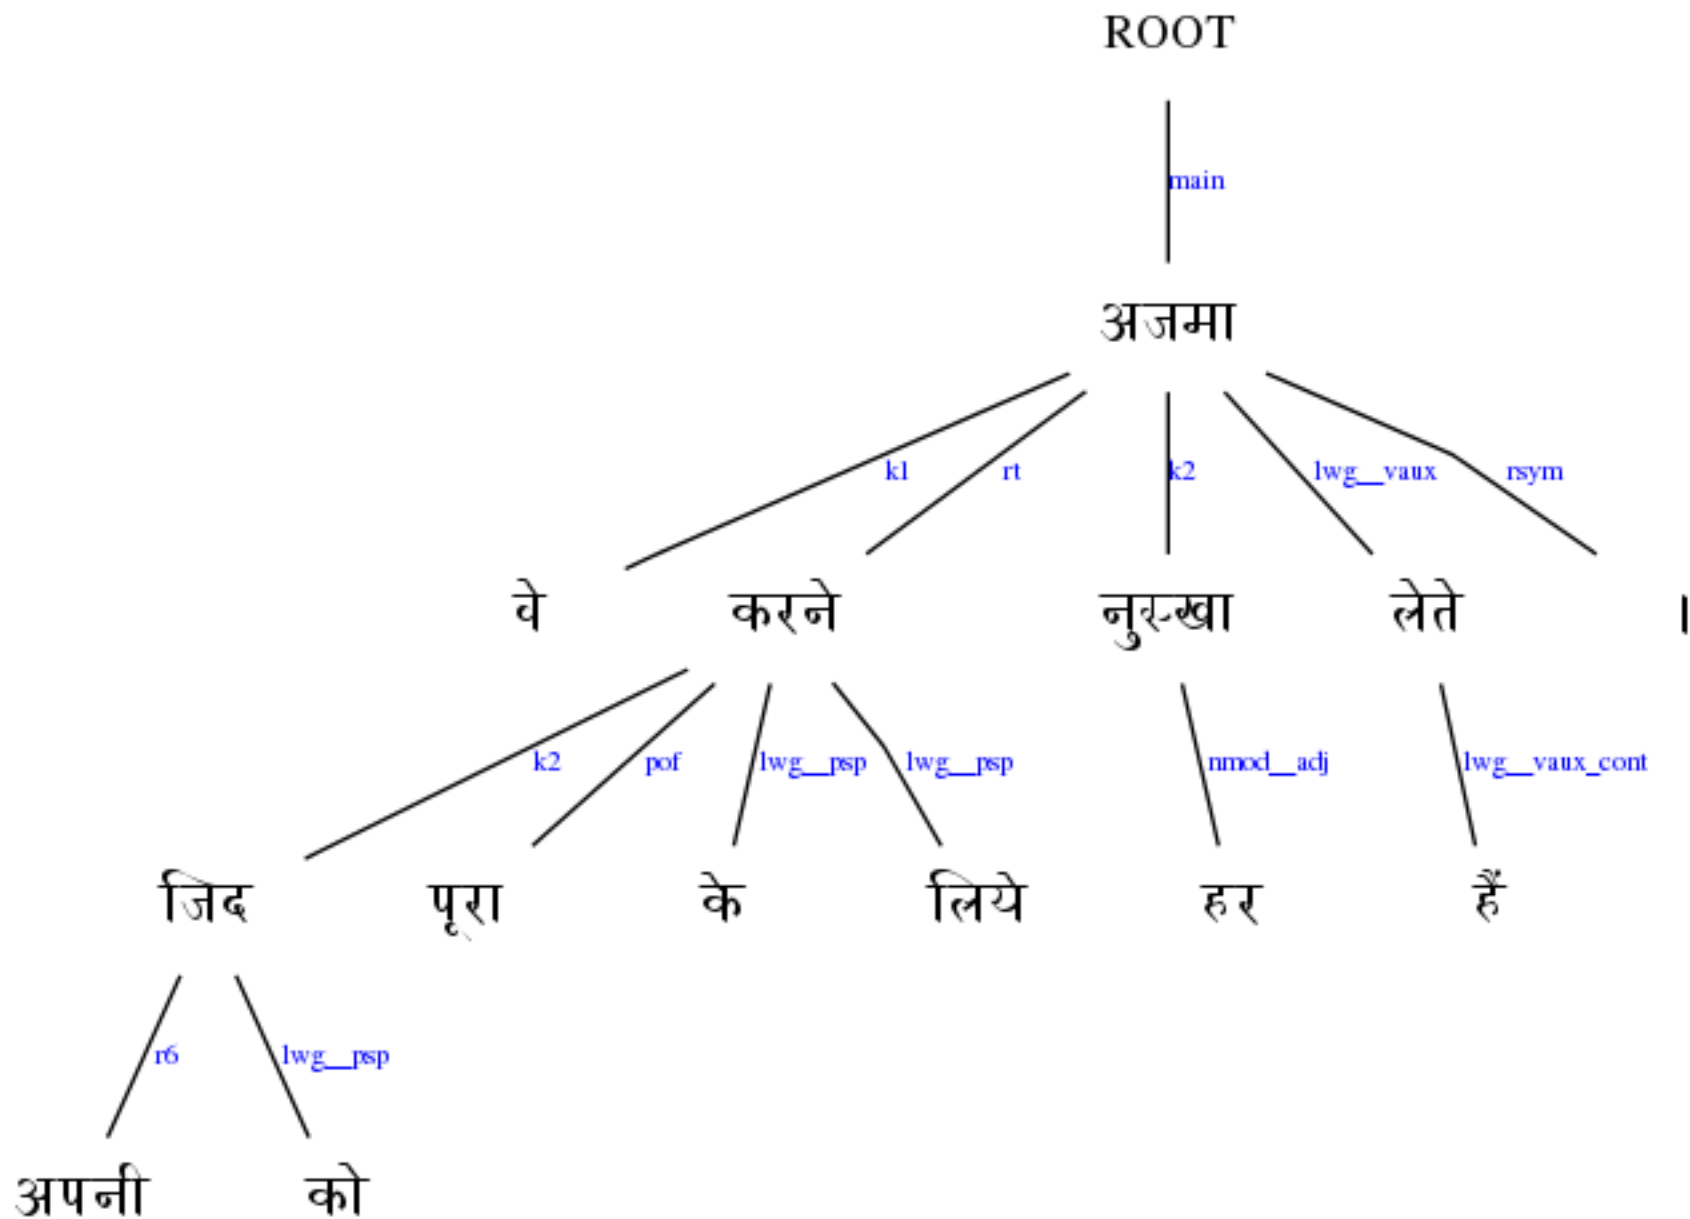 ROOT
main
अजमा
k1 rt k2 lwg__vaux rsym
वे करने नुस्खा लेते ।
k2 pof lwg__psp lwg__psp nmod__adj lwg__vaux_cont
जिद पूरा के लिये हर हैं
r6 lwg__psp
अपनी को